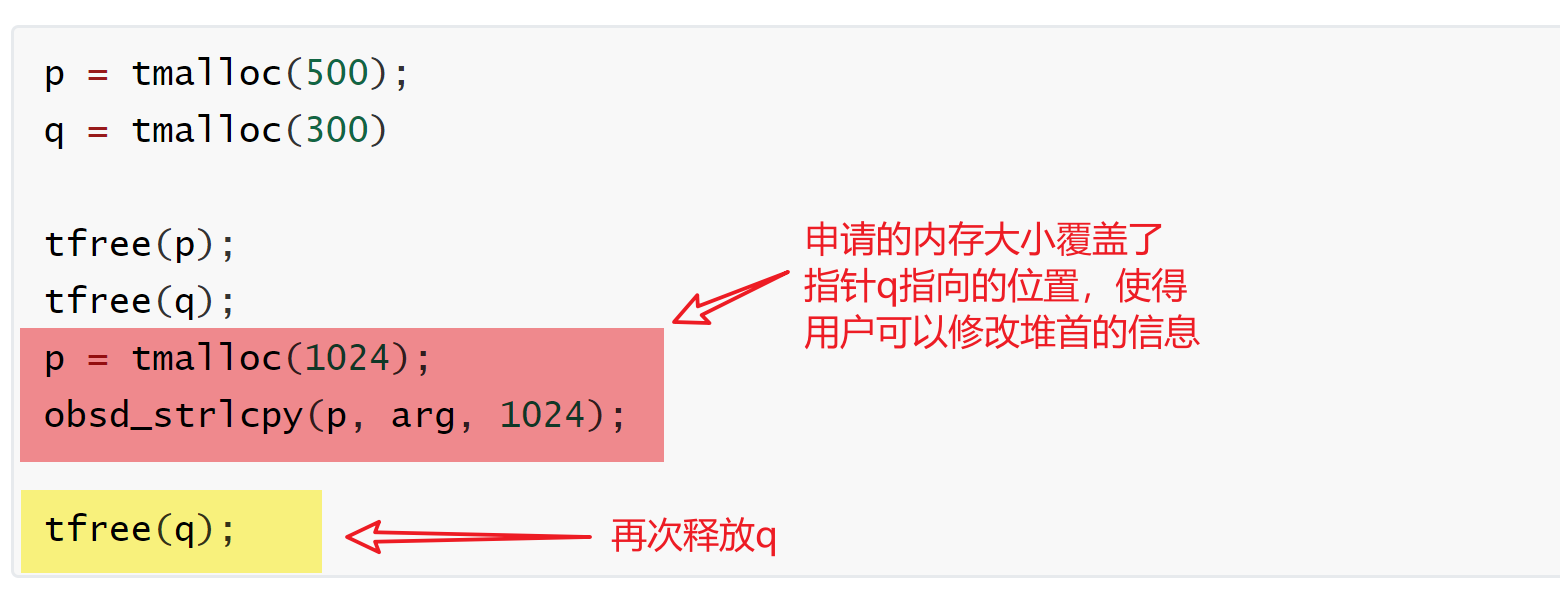 p = tmalloc(500);
q = tmalloc(300)
tfree(p);
申请的内存大小覆盖了
指针q指向的位置，使得
用户可以修改堆首的信息
tfree(q);
p = tmalloc(1024);
obsd_strlcpy(p, arg, 1024);
tfree(q);
再次释放q